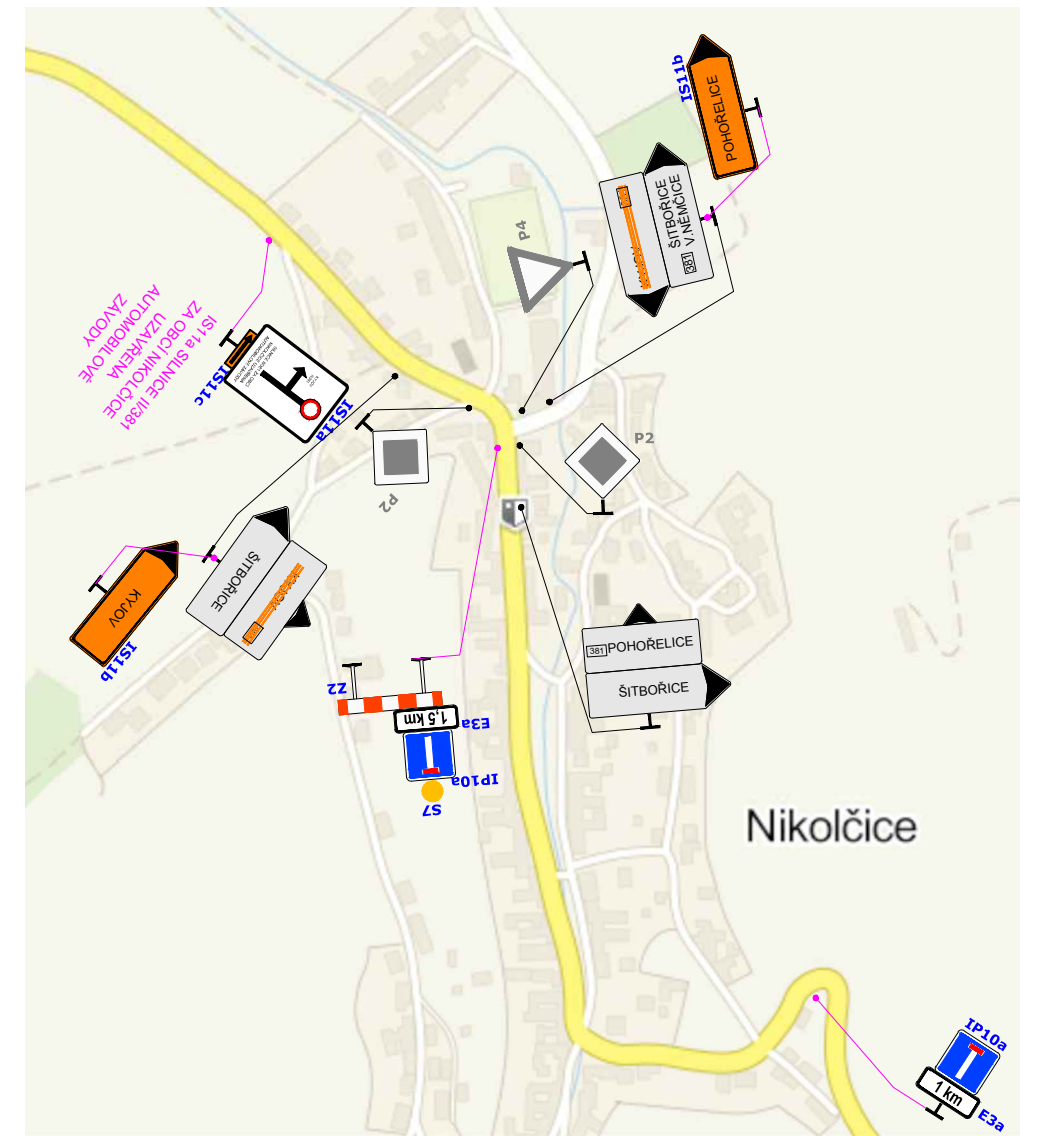 IS11b
POHOŘELICE
ŠITBOŘICE
V.NĚMČICE
381
P4
IS11a SILNICE II/381
ZA OBCÍ NIKOLČICE
UZAVŘENA
AUTOMOBILOVÉ
ZÁVODY
IS11c
IS11a
P2
P2
ŠITBOŘICE
KYJOV
IS11b
381 POHOŘELICE
ŠITBOŘICE
Z2
1,5 km
E3a
IP10a
S7
Nikolčice
IP10a
1 km
E3a